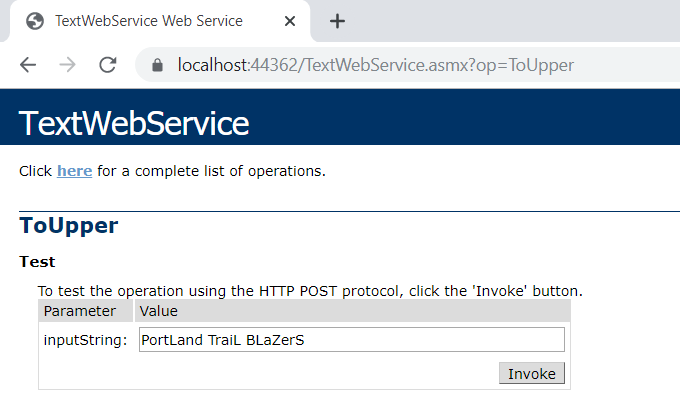 TextWebService Web Service
localhost:44362/TextWebService.asmx?op=ToUpper
TextWebService
Click here for a complete list of operations.
ToUpper
Test
To test the operation using the HTTP POST protocol, click the 'Invoke' button.
Parameter Value
inputString: PortLand TraiL BLaZerS
Invoke